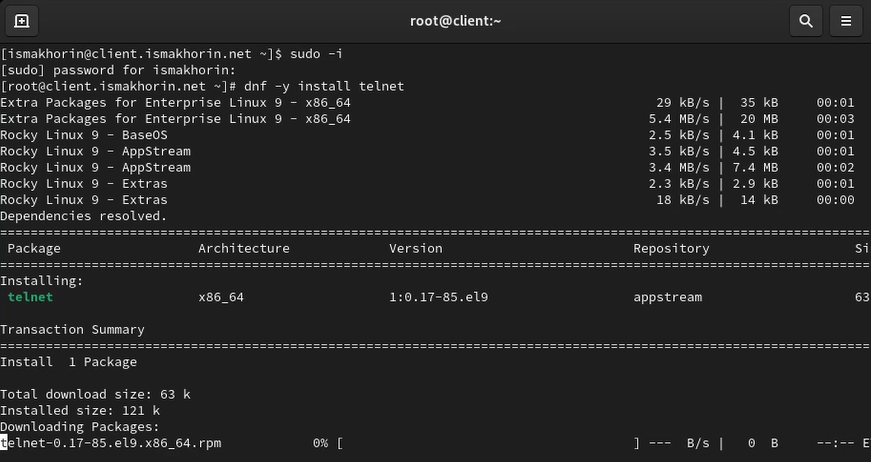 root@client:~
[ismakhorin@client.ismakhorin.net ~]$ sudo -i
[sudo] password for ismakhorin:
[root@client.ismakhorin.net ~]# dnf -y install telnet
Extra Packages for Enterprise Linux 9 - x86_64 29 kB/s | 35 kB 00:01
Extra Packages for Enterprise Linux 9 - x86_64 5.4 MB/s | 20 MB 00:03
Rocky Linux 9 - BaseOS 2.5 kB/s | 4.1 kB 00:01
Rocky Linux 9 - AppStream 3.5 kB/s | 4.5 kB 00:01
Rocky Linux 9 - AppStream 3.4 MB/s | 7.4 MB 00:02
Rocky Linux 9 - Extras 2.3 kB/s | 2.9 kB 00:01
Rocky Linux 9 - Extras 18 kB/s | 14 kB 00:00
Dependencies resolved.
================================================================================
Package Architecture Version Repository Si
================================================================================
Installing:
telnet x86_64 1:0.17-85.el9 appstream 63
Transaction Summary
================================================================================
Install 1 Package
Total download size: 63 k
Installed size: 121 k
Downloading Packages:
telnet-0.17-85.el9.x86_64.rpm 0% [ ] --- B/s | 0 B --:-- E